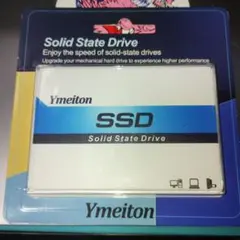 Solid State Drive
Enjoy the speed of solid-state drives
Upgrade your mechanical hard drive to experience higher performance
Ymeiton
SSD
Solid State Drive
Ymeiton